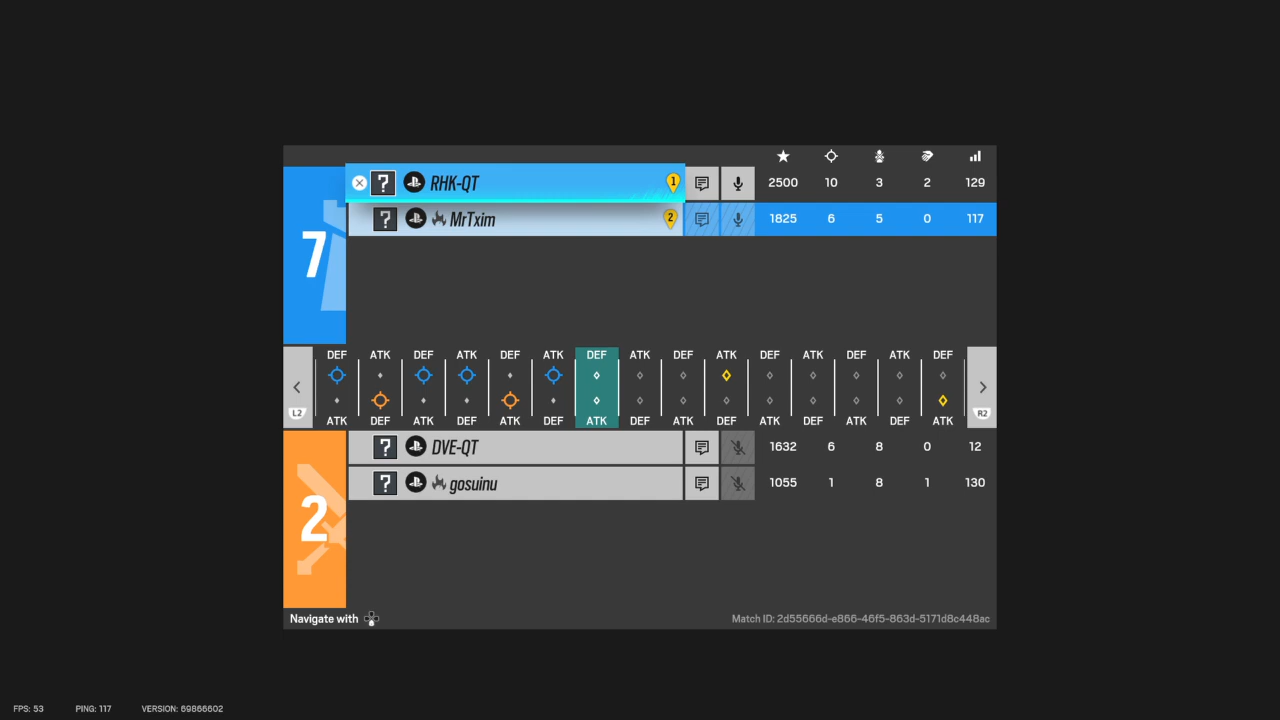 ? RHK-QT 1 2500 10 3 2 129
? MrTxim 2 1825 6 5 0 117
7
DEF ATK DEF ATK DEF ATK DEF ATK DEF ATK DEF ATK DEF ATK DEF
L2 R2
ATK DEF ATK DEF ATK DEF ATK DEF ATK DEF ATK DEF ATK DEF ATK
? DVE-QT 1632 6 8 0 12
? gosuinu 1055 1 8 1 130
2
Navigate with Match ID: 2d55666d-e866-46f5-863d-5171d8c448ac
FPS: 53 PING: 117 VERSION: 69866602